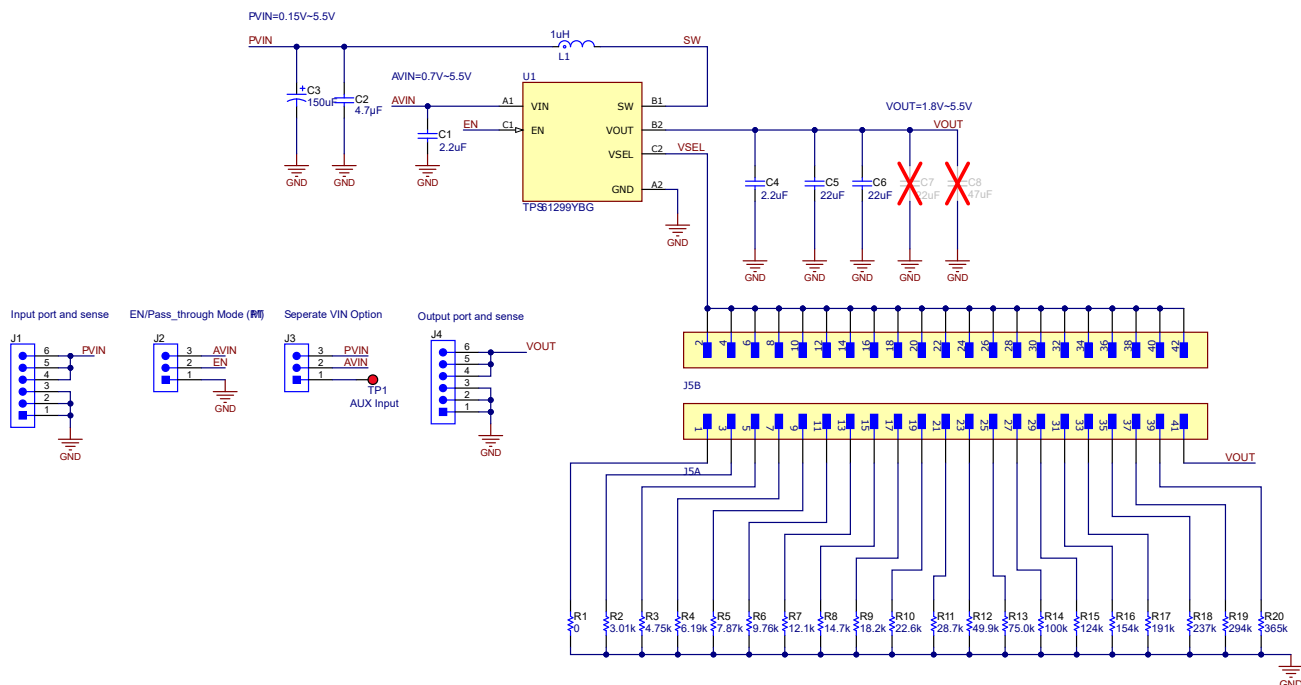 PVIN=0.15V~5.5V
PVIN
1uH
L1
SW
C3
150uF
C2
4.7µF
GND
GND
AVIN=0.7V~5.5V
AVIN
C1
2.2uF
GND
EN
U1
A1
VIN
C1
EN
SW
B1
VOUT
B2
VSEL
C2
GND
A2
TPS61299YBG
VSEL
GND
VOUT=1.8V~5.5V
VOUT
C4
2.2uF
C5
22uF
C6
22uF
C7
22uF
C8
47uF
GND
GND
GND
GND
GND
Input port and sense
J1
6
5
4
3
2
1
PVIN
GND
EN/Pass_through Mode
J2
3
2
1
AVIN
EN
GND
Seperate VIN Option
J3
3
2
1
PVIN
AVIN
TP1
AUX Input
Output port and sense
J4
6
5
4
3
2
1
VOUT
GND
2 4 6 8 10 12 14 16 18 20 22 24 26 28 30 32 34 36 38 40 42
J5B
1 3 5 7 9 11 13 15 17 19 21 23 25 27 29 31 33 35 37 39 41
J5A
VOUT
R1 R2 R3 R4 R5 R6 R7 R8 R9 R10 R11 R12 R13 R14 R15 R16 R17 R18 R19 R20
0 3.01k 4.75k 6.19k 7.87k 9.76k 12.1k 14.7k 18.2k 22.6k 28.7k 49.9k 75.0k 100k 124k 154k 191k 237k 294k 365k
GND